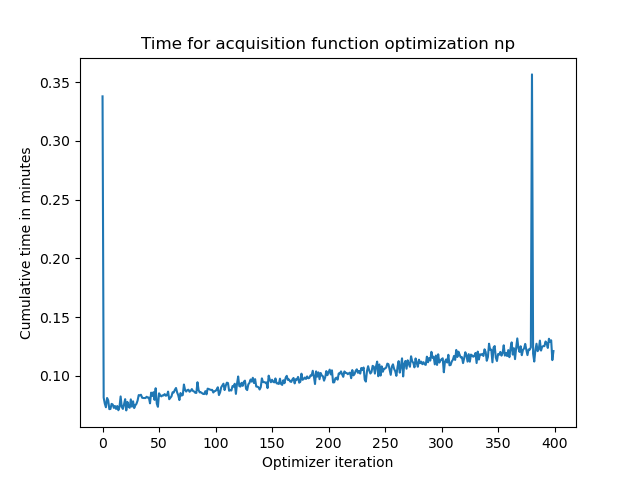 Time for acquisition function optimization np
0.35
0.30
0.25
0.20
0.15
0.10
Cumulative time in minutes
0 50 100 150 200 250 300 350 400
Optimizer iteration